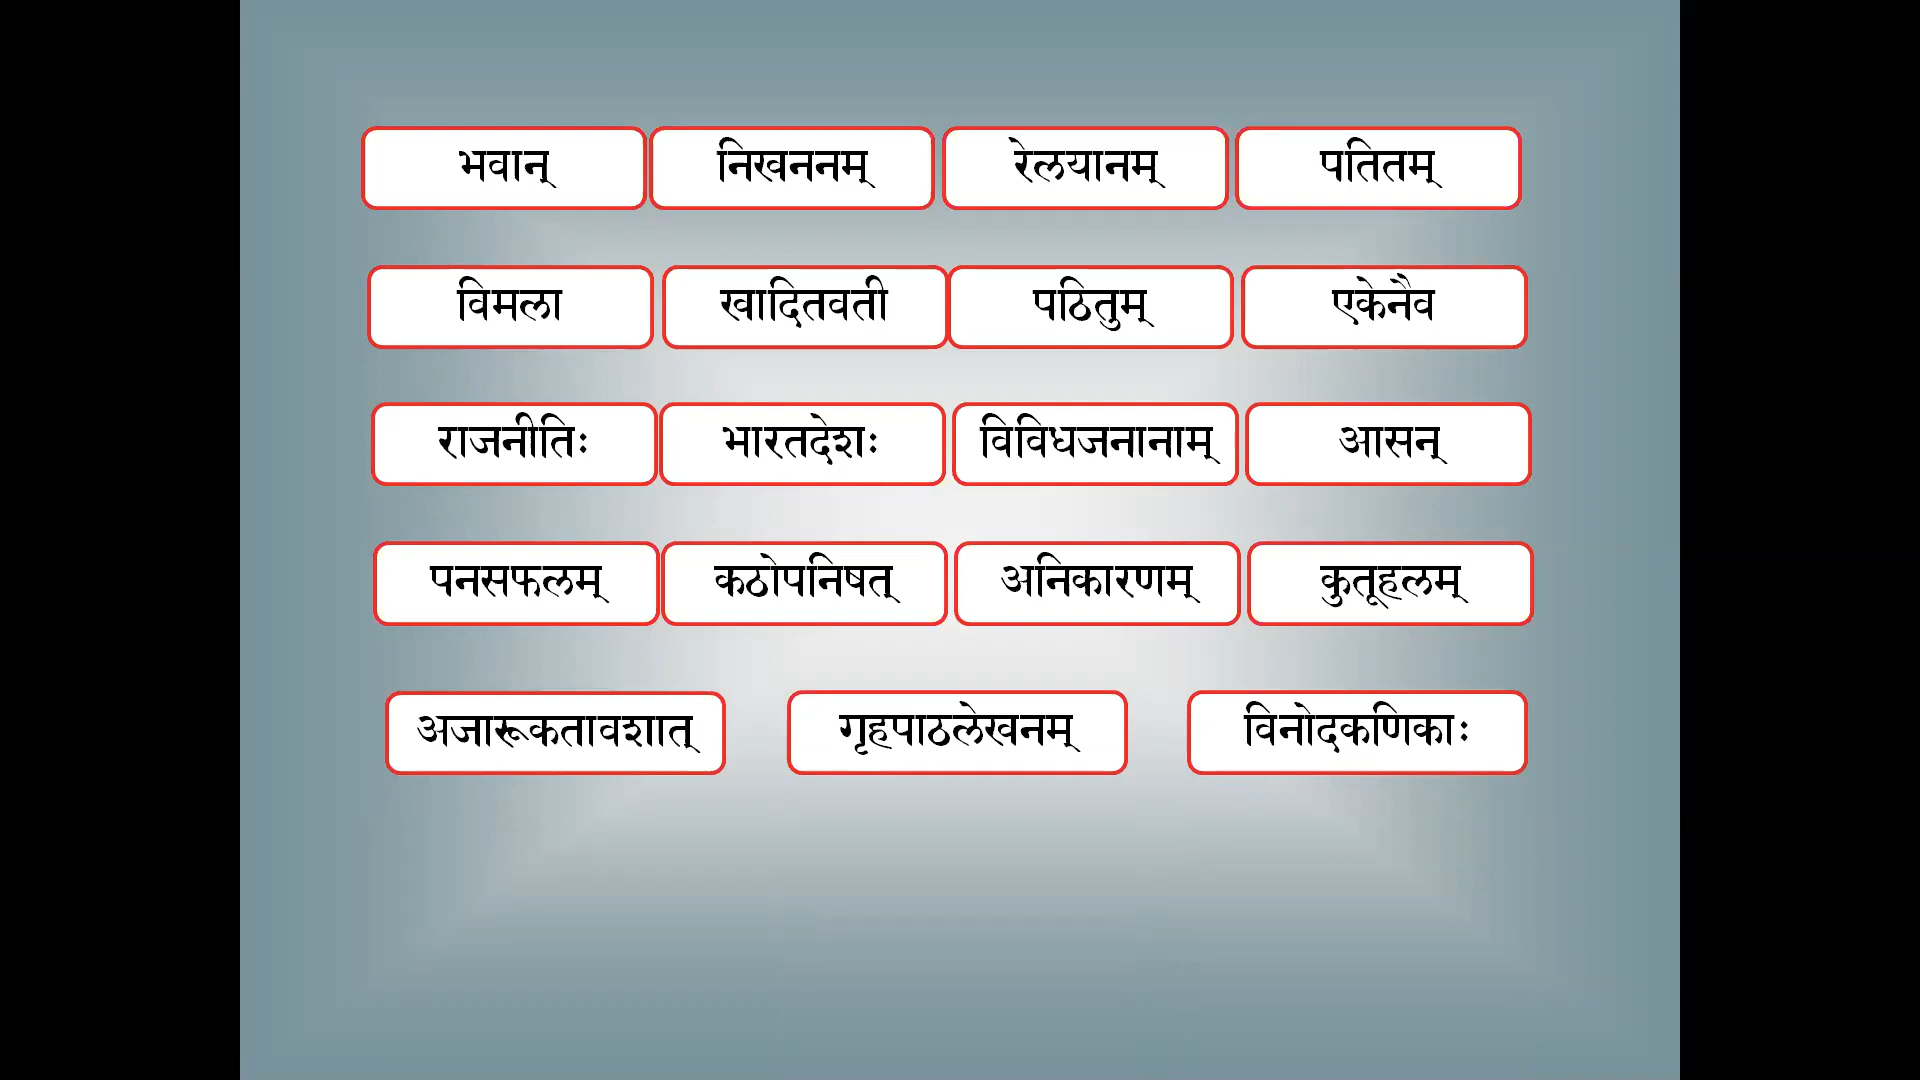 भवान् निखननम् रेलयानम् पतितम्
विमला खादितवती पठितुम् एकेनैव
राजनीतिः भारतदेशः विविधजनानाम् आसन्
पनसफलम् कठोपनिषत् अनिकारणम् कुतूहलम्
अजारूकतावशात् गृहपाठलेखनम् विनोदकणिकाः